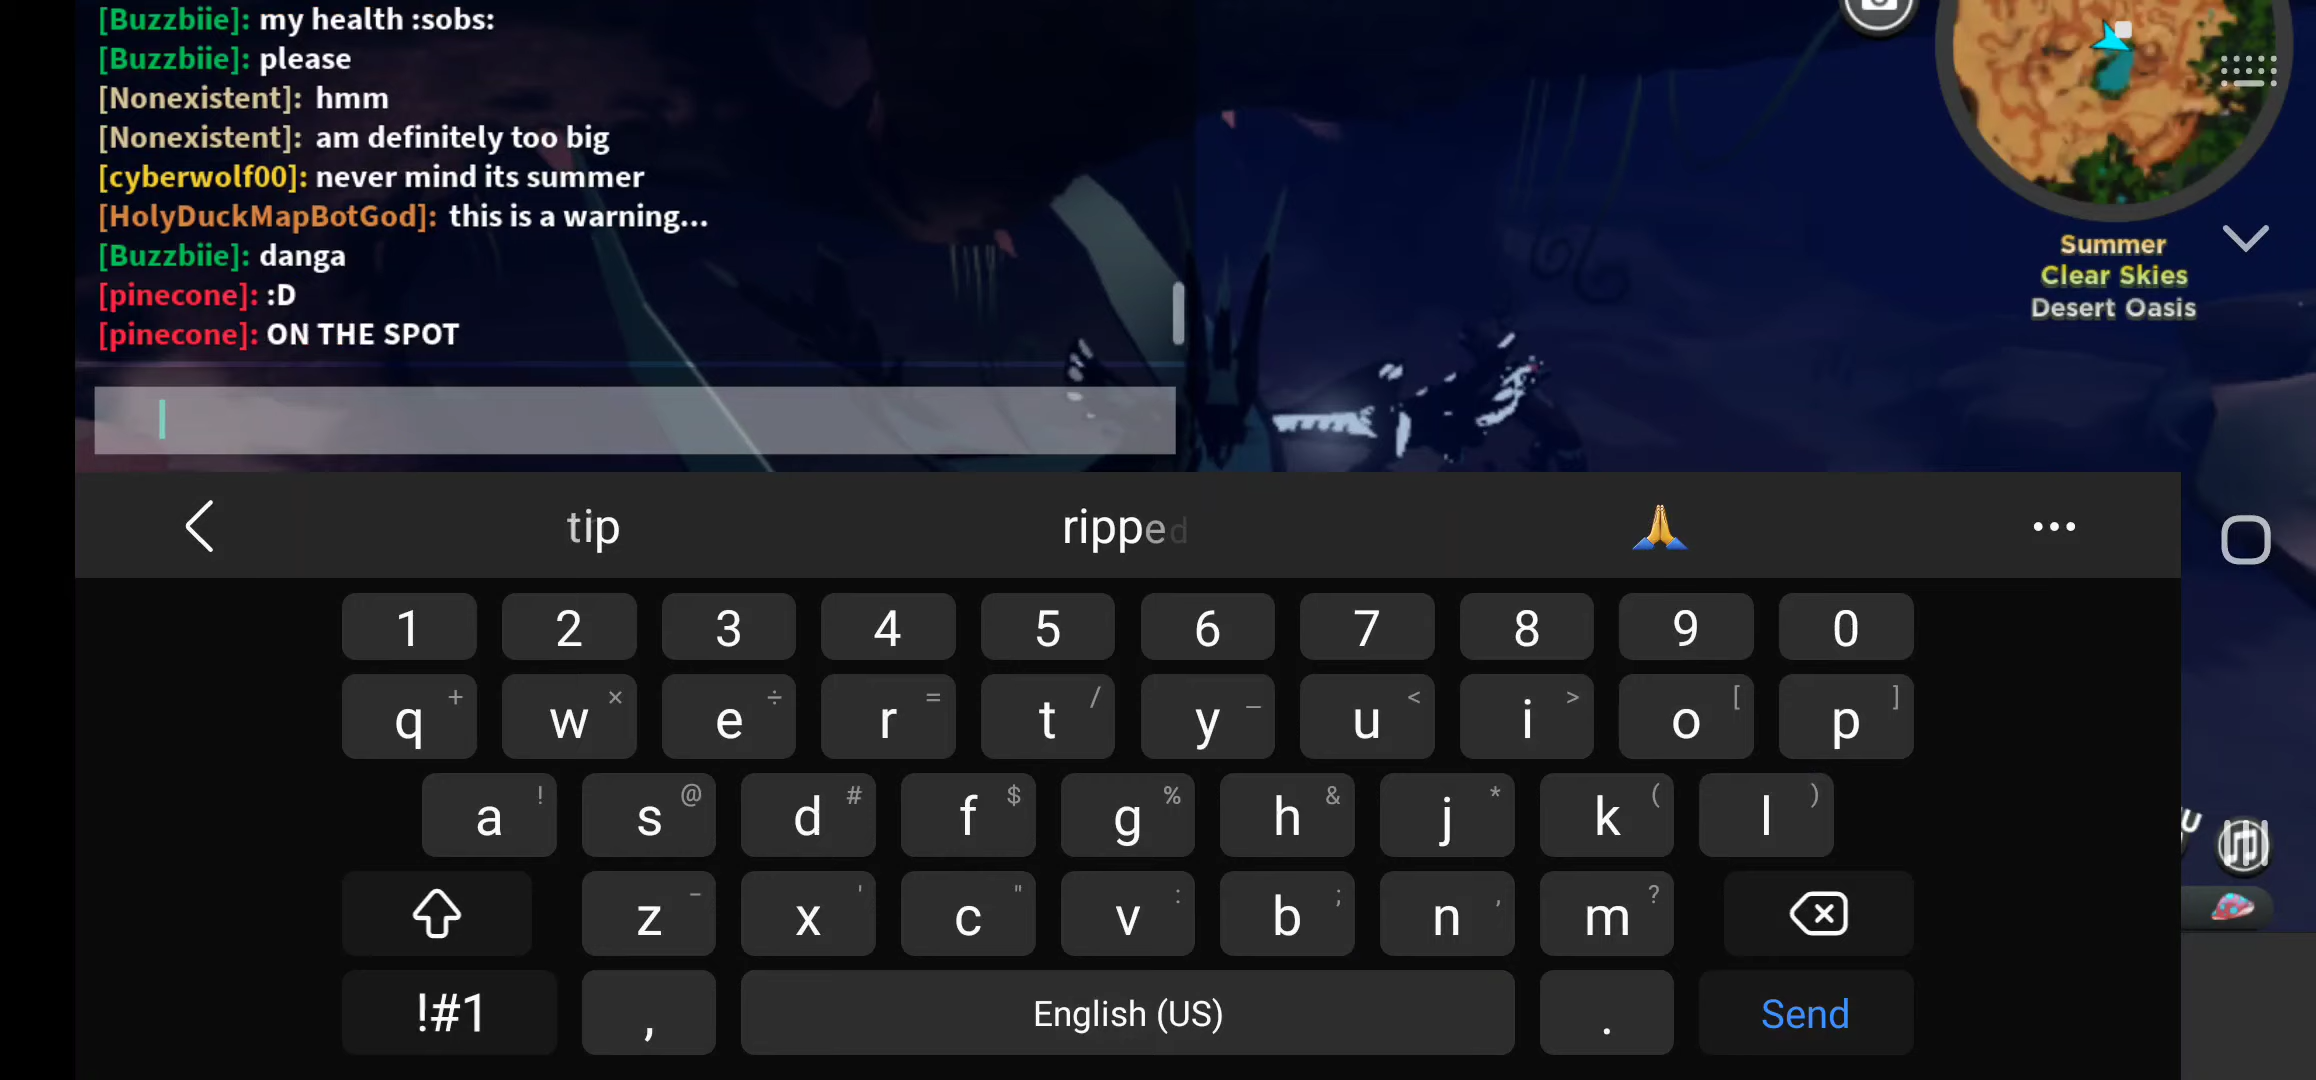 [Buzzbiie]: my health :sobs:
[Buzzbiie]: please
[Nonexistent]: hmm
[Nonexistent]: am definitely too big
[cyberwolf00]: never mind its summer
[HolyDuckMapBotGod]: this is a warning...
[Buzzbiie]: danga
[pinecone]: :D
[pinecone]: ON THE SPOT
Summer
Clear Skies
Desert Oasis
tip ripped 🙏 •••
1 2 3 4 5 6 7 8 9 0
q + w × e ÷ r = t / y _ u < i > o [ p ]
a ! s @ d # f $ g % h & j * k ( l )
z - x ' c " v : b ; n , m ?
!#1 , English (US) . Send